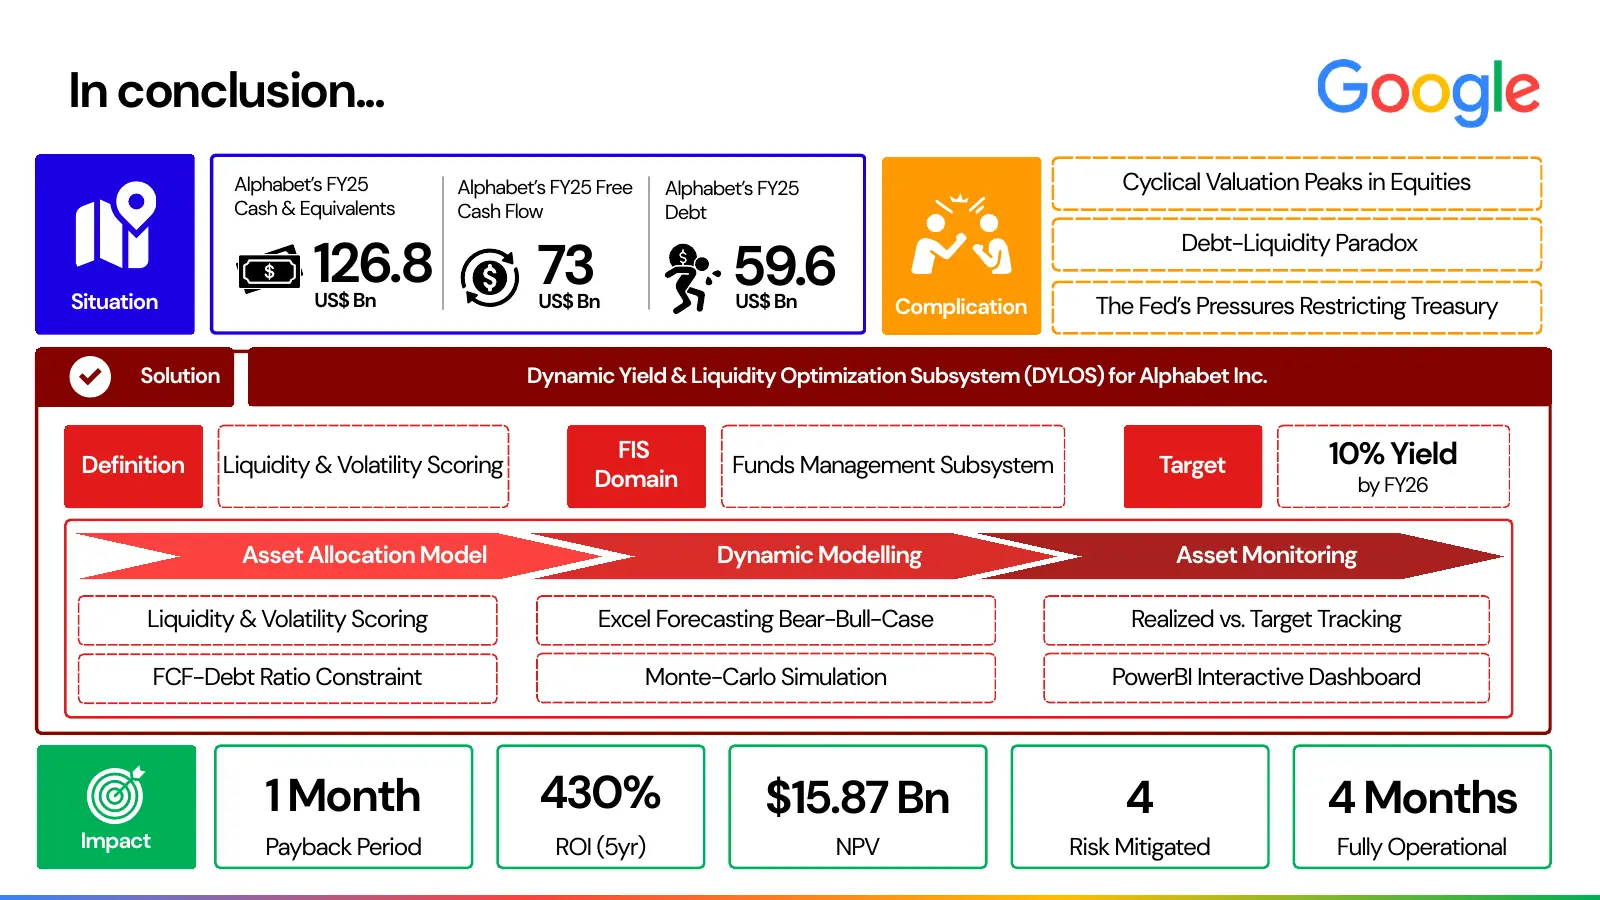 In conclusion...
Google
Situation
Alphabet's FY25
Cash & Equivalents
$
126.8
US$ Bn
Alphabet's FY25 Free
Cash Flow
$
73
US$ Bn
Alphabet's FY25
Debt
$
59.6
US$ Bn
Complication
Cyclical Valuation Peaks in Equities
Debt-Liquidity Paradox
The Fed's Pressures Restricting Treasury
Solution
Dynamic Yield & Liquidity Optimization Subsystem (DYLOS) for Alphabet Inc.
Definition
Liquidity & Volatility Scoring
FIS
Domain
Funds Management Subsystem
Target
10% Yield
by FY26
Asset Allocation Model
Dynamic Modelling
Asset Monitoring
Liquidity & Volatility Scoring
Excel Forecasting Bear-Bull-Case
Realized vs. Target Tracking
FCF-Debt Ratio Constraint
Monte-Carlo Simulation
PowerBI Interactive Dashboard
Impact
1 Month
Payback Period
430%
ROI (5yr)
$15.87 Bn
NPV
4
Risk Mitigated
4 Months
Fully Operational